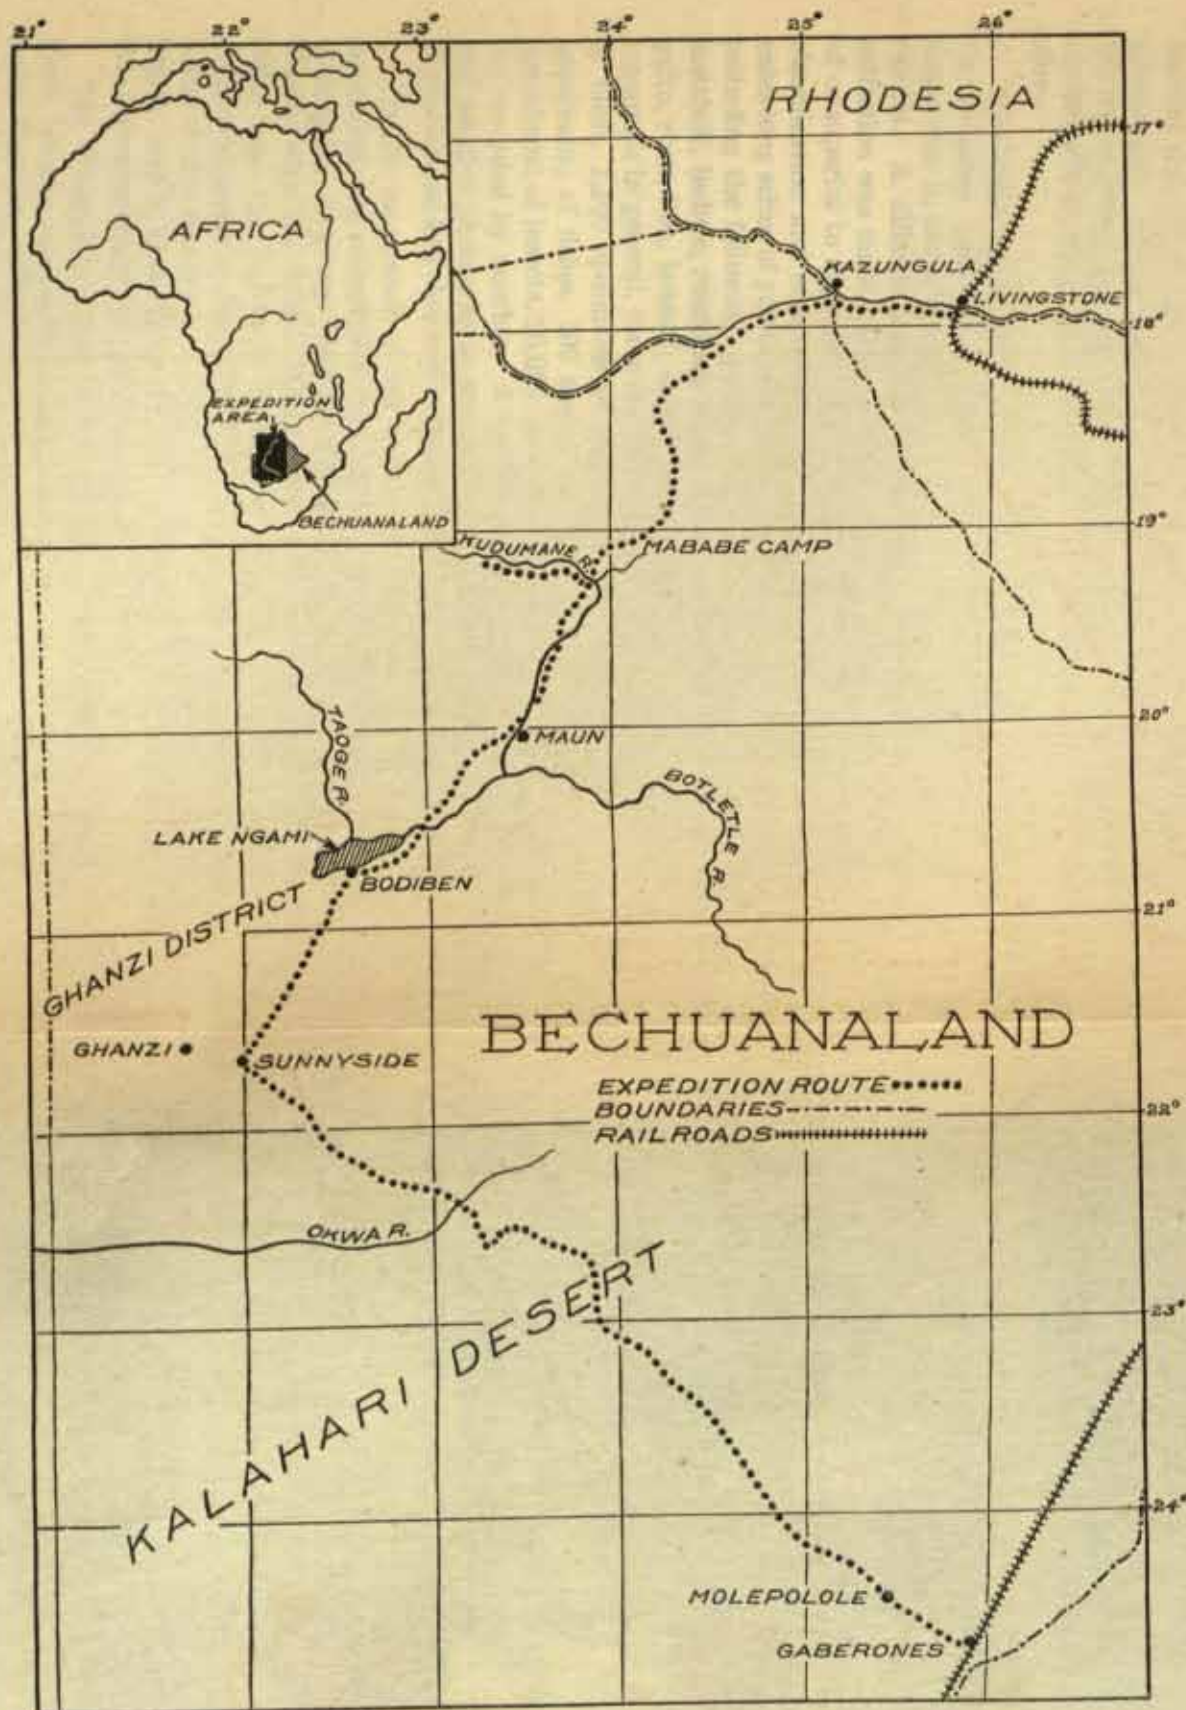 21° 22° 23° 24° 25° 26°
RHODESIA
17°
AFRICA
KAZUNGULA
LIVINGSTONE
18°
EXPEDITION
AREA
BECHUANALAND
19°
KUDUMANE R.
MABABE CAMP
TAOGE R.
20°
MAUN
BOTLETLE R.
LAKE NGAMI
BODIBEN
21°
GHANZI DISTRICT
BECHUANALAND
GHANZI
SUNNYSIDE
EXPEDITION ROUTE
BOUNDARIES
RAILROADS
22°
OKWA R.
KALAHARI DESERT
23°
24°
MOLEPOLOLE
GABERONES